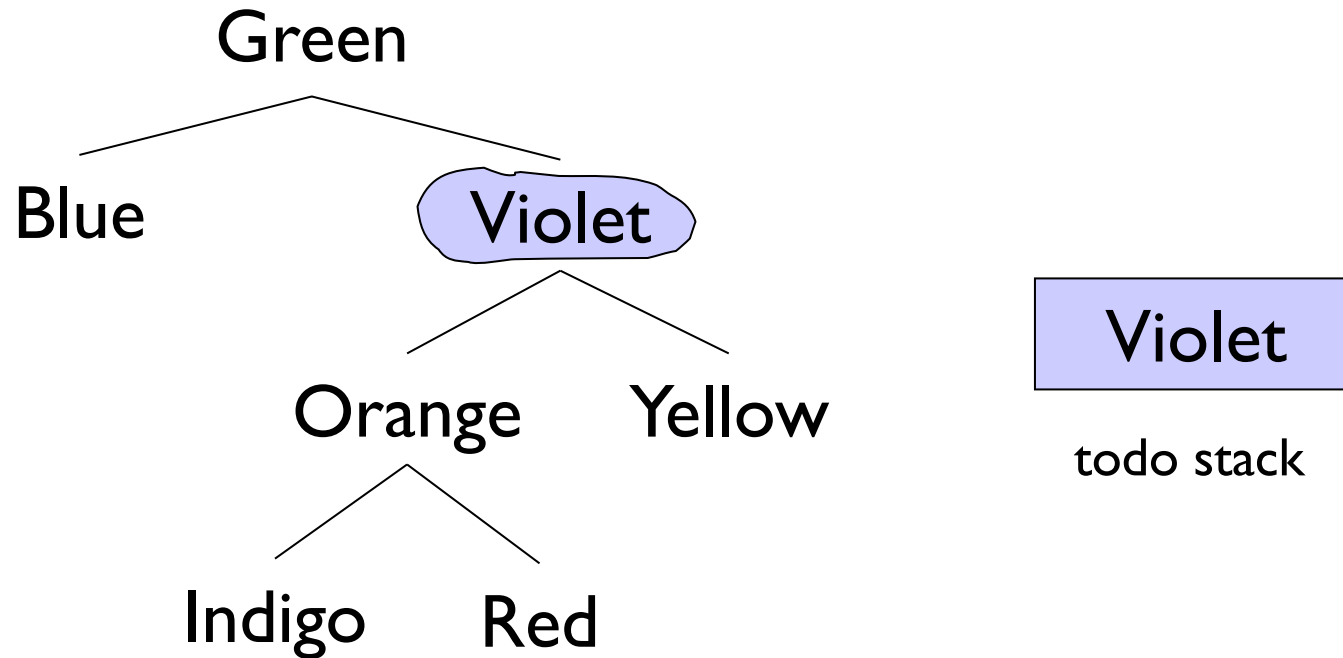 Green
Blue Violet
Violet
Orange Yellow
todo stack
Indigo Red